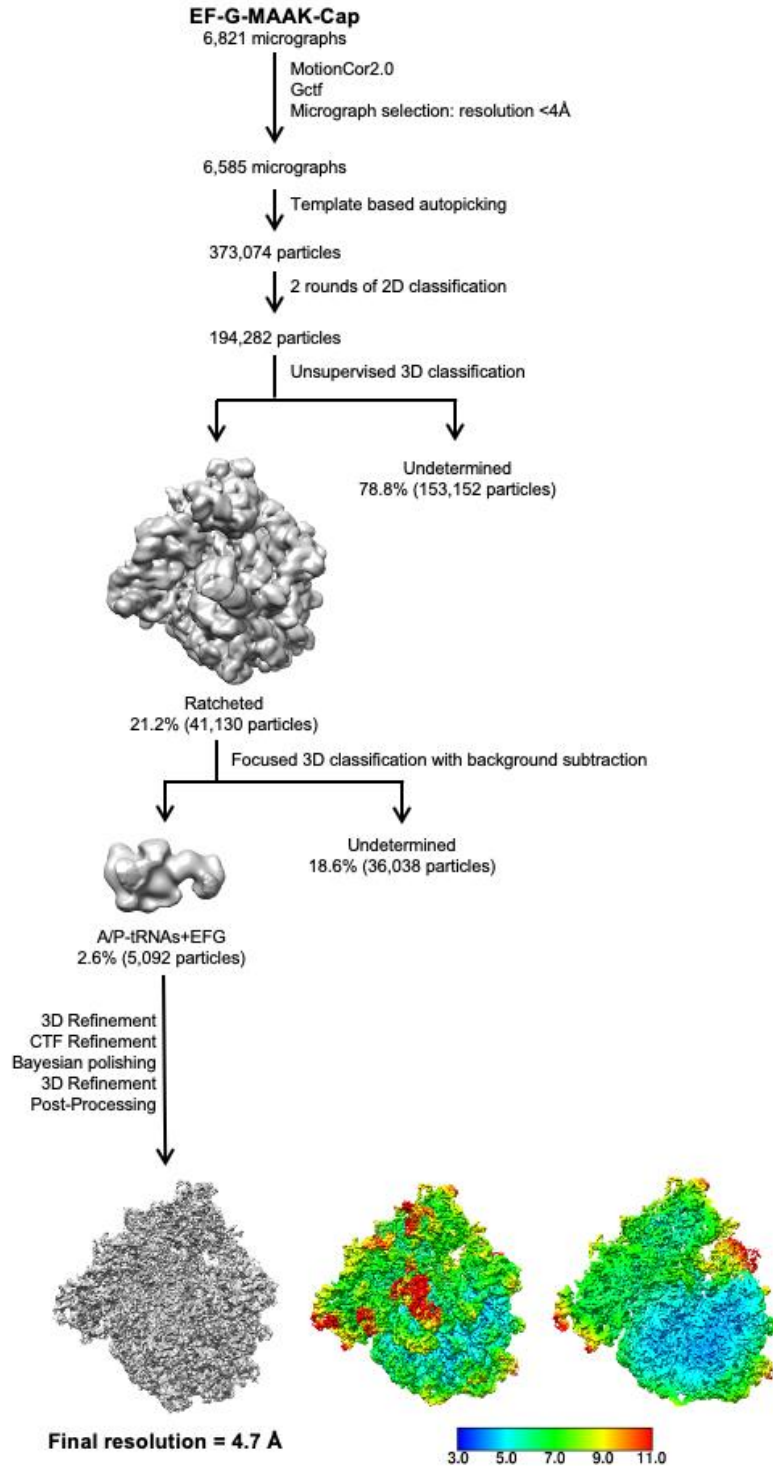 EF-G-MAAK-Cap
6,821 micrographs
MotionCor2.0
Gctf
Micrograph selection: resolution <4Å
6,585 micrographs
Template based autopicking
373,074 particles
2 rounds of 2D classification
194,282 particles
Unsupervised 3D classification
Undetermined
78.8% (153,152 particles)
Ratcheted
21.2% (41,130 particles)
Focused 3D classification with background subtraction
Undetermined
18.6% (36,038 particles)
A/P-tRNAs+EFG
2.6% (5,092 particles)
3D Refinement
CTF Refinement
Bayesian polishing
3D Refinement
Post-Processing
Final resolution = 4.7 Å
3.0 5.0 7.0 9.0 11.0